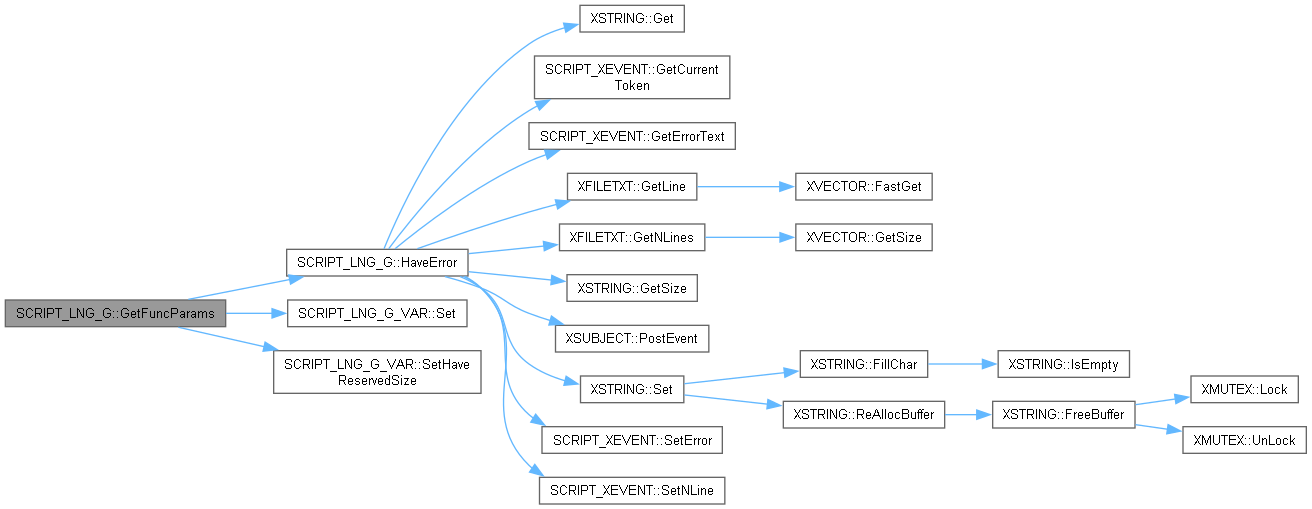 XSTRING::Get
SCRIPT_XEVENT::GetCurrent
Token
SCRIPT_XEVENT::GetErrorText
XFILETXT::GetLine
XVECTOR::FastGet
XFILETXT::GetNLines
XVECTOR::GetSize
SCRIPT_LNG_G::HaveError
XSTRING::GetSize
SCRIPT_LNG_G::GetFuncParams
SCRIPT_LNG_G_VAR::Set
XSUBJECT::PostEvent
SCRIPT_LNG_G_VAR::SetHave
ReservedSize
XSTRING::Set
XSTRING::FillChar
XSTRING::IsEmpty
XSTRING::ReAllocBuffer
XSTRING::FreeBuffer
XMUTEX::Lock
XMUTEX::UnLock
SCRIPT_XEVENT::SetError
SCRIPT_XEVENT::SetNLine